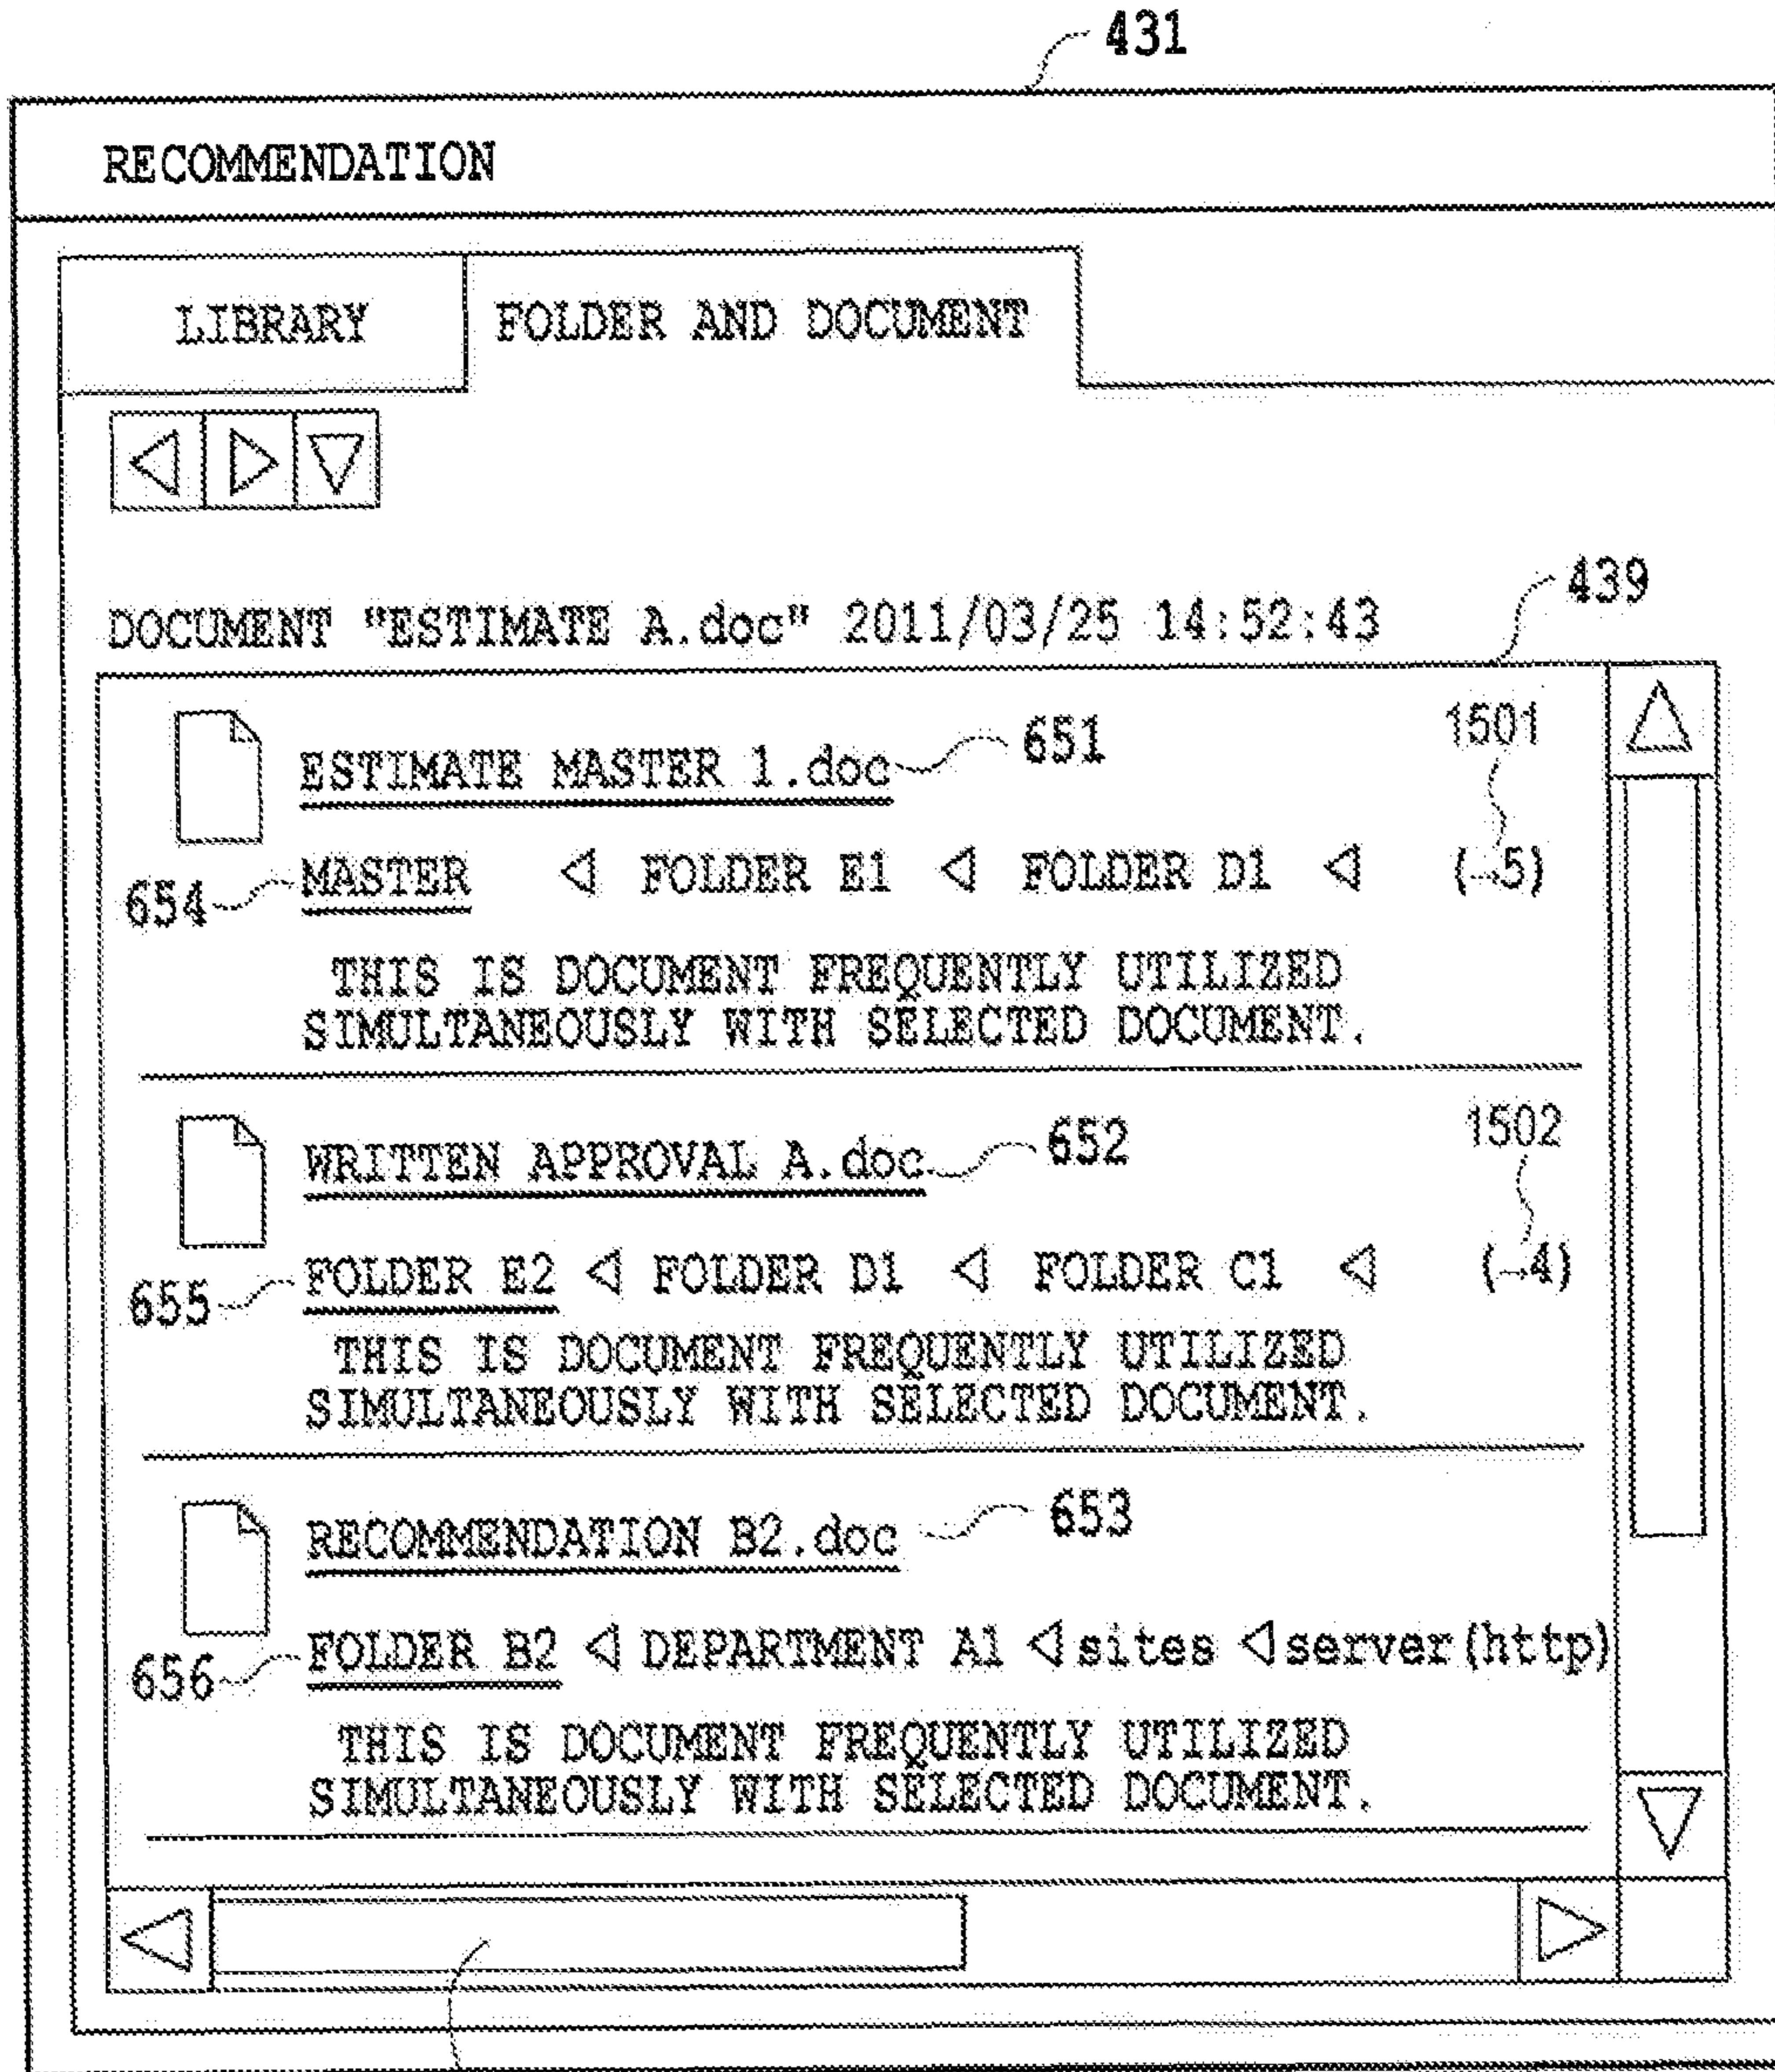 431
RECOMMENDATION
LIBRARY FOLDER AND DOCUMENT
439
DOCUMENT "ESTIMATE A.doc" 2011/03/25 14:52:43
ESTIMATE MASTER 1.doc 651 1501
654 MASTER ◁ FOLDER E1 ◁ FOLDER D1 ◁ (…5)
THIS IS DOCUMENT FREQUENTLY UTILIZED
SIMULTANEOUSLY WITH SELECTED DOCUMENT.
WRITTEN APPROVAL A.doc 652 1502
655 FOLDER E2 ◁ FOLDER D1 ◁ FOLDER C1 ◁ (…4)
THIS IS DOCUMENT FREQUENTLY UTILIZED
SIMULTANEOUSLY WITH SELECTED DOCUMENT.
RECOMMENDATION B2.doc 653
656 FOLDER B2 ◁ DEPARTMENT A1 ◁ sites ◁ server(http)
THIS IS DOCUMENT FREQUENTLY UTILIZED
SIMULTANEOUSLY WITH SELECTED DOCUMENT.